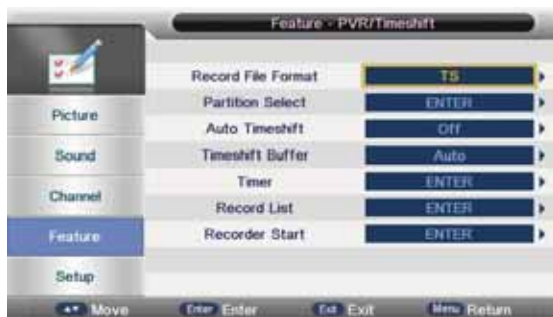 Feature - PVR/Timeshift
Record File Format TS
Partition Select ENTER
Auto Timeshift Off
Timeshift Buffer Auto
Timer ENTER
Record List ENTER
Recorder Start ENTER
Picture
Sound
Channel
Feature
Setup
Move Enter Enter Exit Exit Menu Return